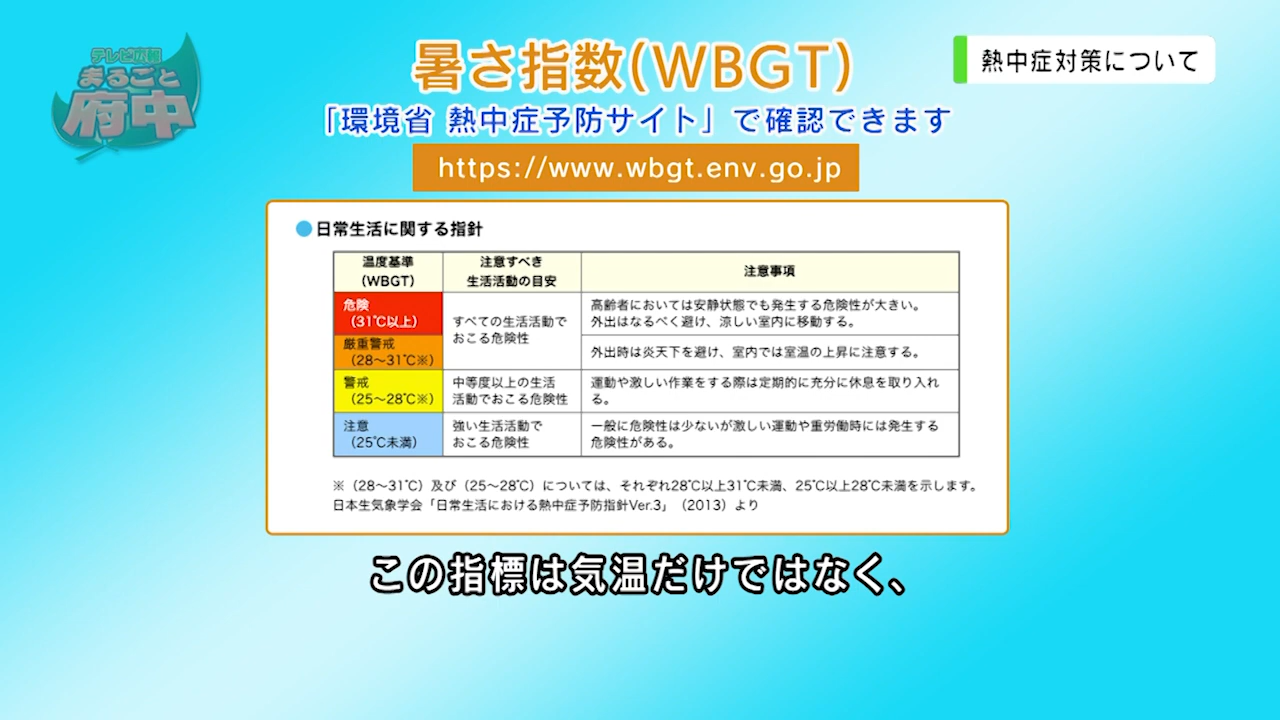 テレビ広報
まるごと
府中
暑さ指数(WBGT)
熱中症対策について
「環境省 熱中症予防サイト」で確認できます
https://www.wbgt.env.go.jp
●日常生活に関する指針
温度基準
(WBGT)
注意すべき
生活活動の目安
注意事項
危険
(31℃以上)
すべての生活活動で
おこる危険性
高齢者においては安静状態でも発生する危険性が大きい。
外出はなるべく避け、涼しい室内に移動する。
厳重警戒
(28〜31℃※)
外出時は炎天下を避け、室内では室温の上昇に注意する。
警戒
(25〜28℃※)
中等度以上の生活
活動でおこる危険性
運動や激しい作業をする際は定期的に充分に休息を取り入れ
る。
注意
(25℃未満)
強い生活活動で
おこる危険性
一般に危険性は少ないが激しい運動や重労働時には発生する
危険性がある。
※(28〜31℃)及び(25〜28℃)については、それぞれ28℃以上31℃未満、25℃以上28℃未満を示します。
日本生気象学会「日常生活における熱中症予防指針Ver.3」(2013)より
この指標は気温だけではなく、